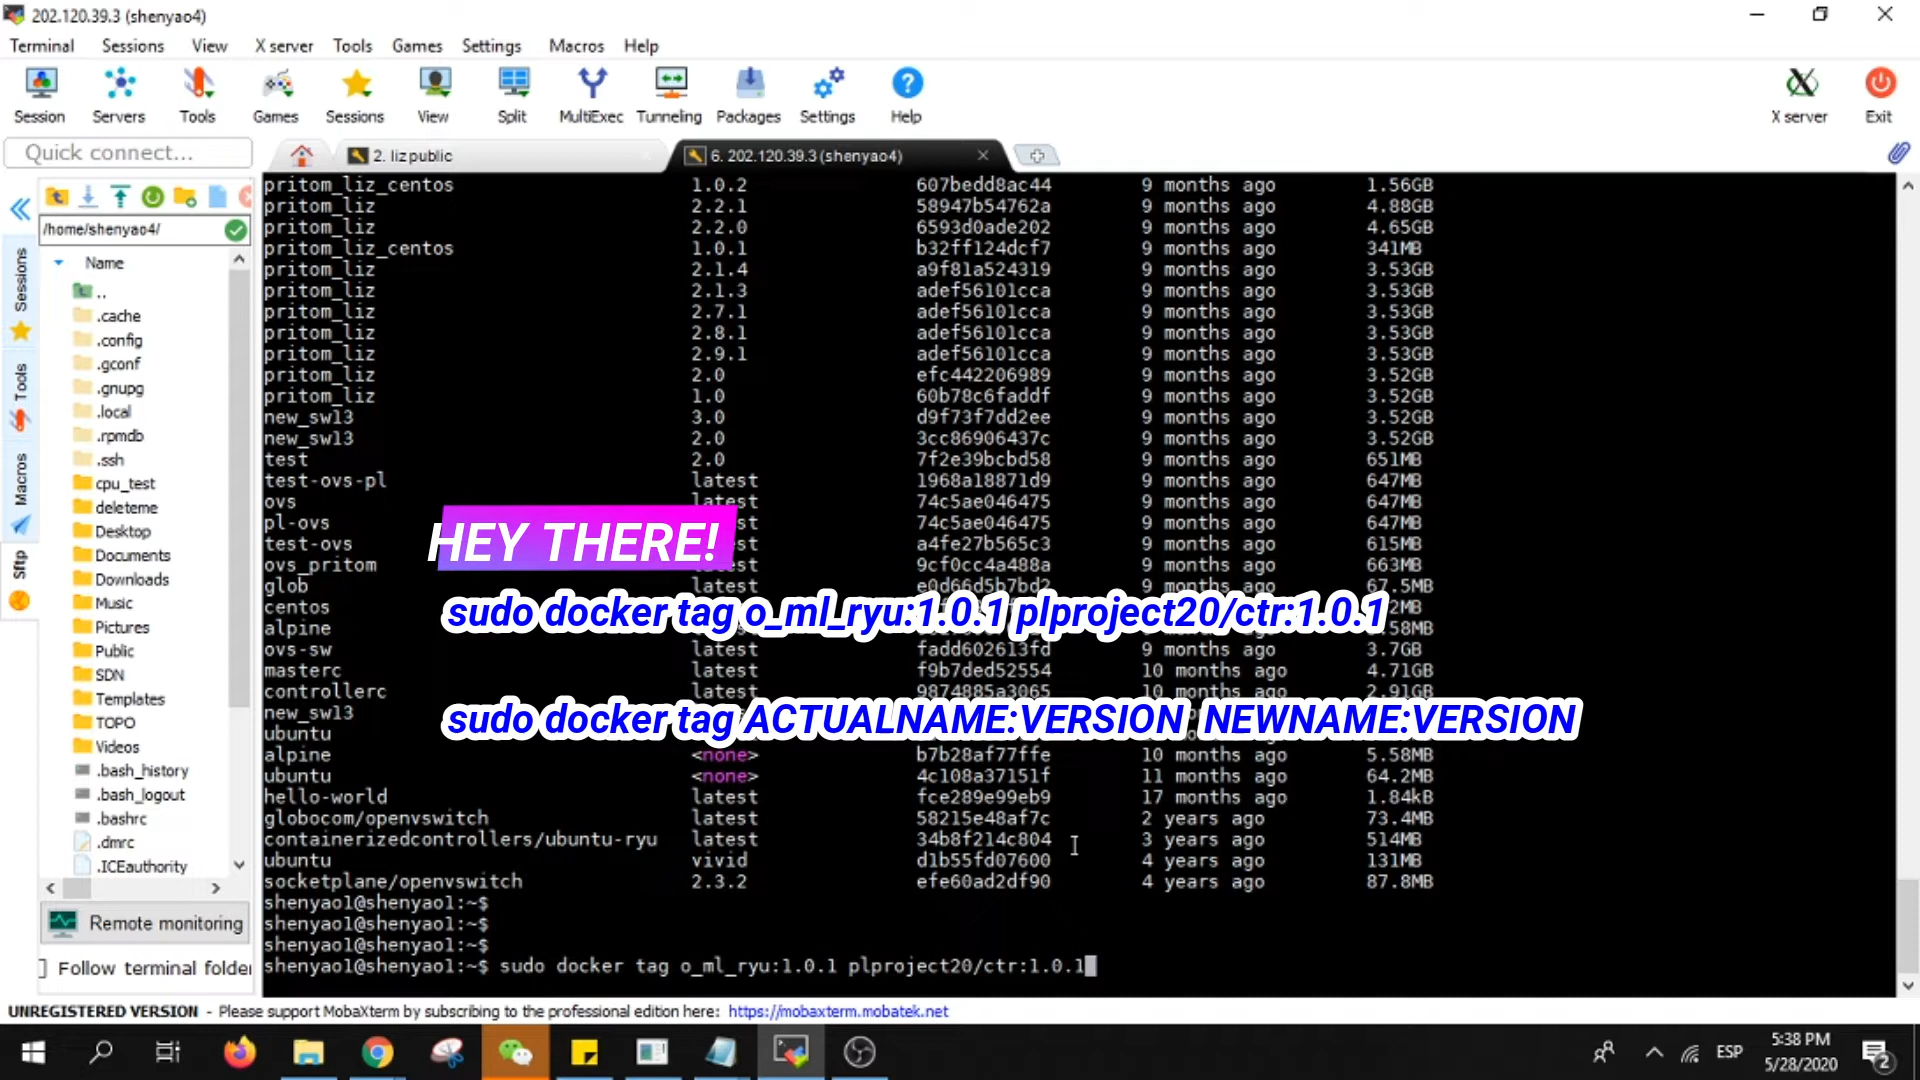 202.120.39.3 (shenyao4)
Terminal Sessions View X server Tools Games Settings Macros Help
Session Servers Tools Games Sessions View Split MultiExec Tunneling Packages Settings Help X server Exit
Quick connect...
2. lizpublic
6. 202.120.39.3 (shenyao4)
/home/shenyao4/
Name
..
.cache
.config
.gconf
.gnupg
.local
.rpmdb
.ssh
cpu_test
deleteme
Desktop
Documents
Downloads
Music
Pictures
Public
SDN
Templates
TOPO
Videos
.bash_history
.bash_logout
.bashrc
.dmrc
.ICEauthority
Sessions
Tools
Macros
Sftp
Remote monitoring
Follow terminal folder
pritom_liz_centos 1.0.2 607bedd8ac44 9 months ago 1.56GB
pritom_liz 2.2.1 58947b54762a 9 months ago 4.88GB
pritom_liz 2.2.0 6593d0ade202 9 months ago 4.65GB
pritom_liz_centos 1.0.1 b32ff124dcf7 9 months ago 341MB
pritom_liz 2.1.4 a9f81a524319 9 months ago 3.53GB
pritom_liz 2.1.3 adef56101cca 9 months ago 3.53GB
pritom_liz 2.7.1 adef56101cca 9 months ago 3.53GB
pritom_liz 2.8.1 adef56101cca 9 months ago 3.53GB
pritom_liz 2.9.1 adef56101cca 9 months ago 3.53GB
pritom_liz 2.0 efc442206989 9 months ago 3.52GB
pritom_liz 1.0 60b78c6faddf 9 months ago 3.52GB
new_swl3 3.0 d9f73f7dd2ee 9 months ago 3.52GB
new_swl3 2.0 3cc86906437c 9 months ago 3.52GB
test 2.0 7f2e39bcbd58 9 months ago 651MB
test-ovs-pl latest 1968a18871d9 9 months ago 647MB
ovs latest 74c5ae046475 9 months ago 647MB
pl-ovs 74c5ae046475 9 months ago 647MB
test-ovs a4fe27b565c3 9 months ago 615MB
ovs_pritom 9cf0cc4a488a 9 months ago 663MB
glob latest e0d66d5b7bd2 9 months ago 67.5MB
centos
alpine
ovs-sw latest fadd602613fd 9 months ago 3.7GB
masterc latest f9b7ded52554 10 months ago 4.71GB
controllerc latest 9874885a3065 10 months ago 2.91GB
new_swl3
ubuntu
alpine <none> b7b28af77ffe 10 months ago 5.58MB
ubuntu <none> 4c108a37151f 11 months ago 64.2MB
hello-world latest fce289e99eb9 17 months ago 1.84kB
globocom/openvswitch latest 58215e48af7c 2 years ago 73.4MB
containerizedcontrollers/ubuntu-ryu latest 34b8f214c804 3 years ago 514MB
ubuntu vivid d1b55fd07600 4 years ago 131MB
socketplane/openvswitch 2.3.2 efe60ad2df90 4 years ago 87.8MB
shenyao1@shenyao1:~$
shenyao1@shenyao1:~$
shenyao1@shenyao1:~$
shenyao1@shenyao1:~$ sudo docker tag o_ml_ryu:1.0.1 plproject20/ctr:1.0.1
HEY THERE!
sudo docker tag o_ml_ryu:1.0.1 plproject20/ctr:1.0.1
sudo docker tag ACTUALNAME:VERSION NEWNAME:VERSION
UNREGISTERED VERSION - Please support MobaXterm by subscribing to the professional edition here: https://mobaxterm.mobatek.net
ESP
5:38 PM
5/28/2020
2